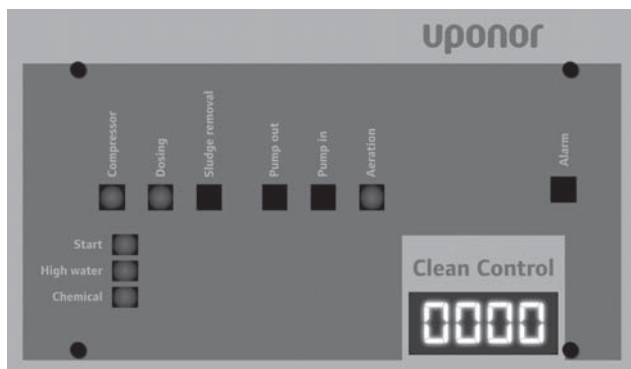 uponor
Compressor
Dosing
Sludge removal
Pump out
Pump in
Aeration
Alarm
Start
High water
Chemical
Clean Control
0000